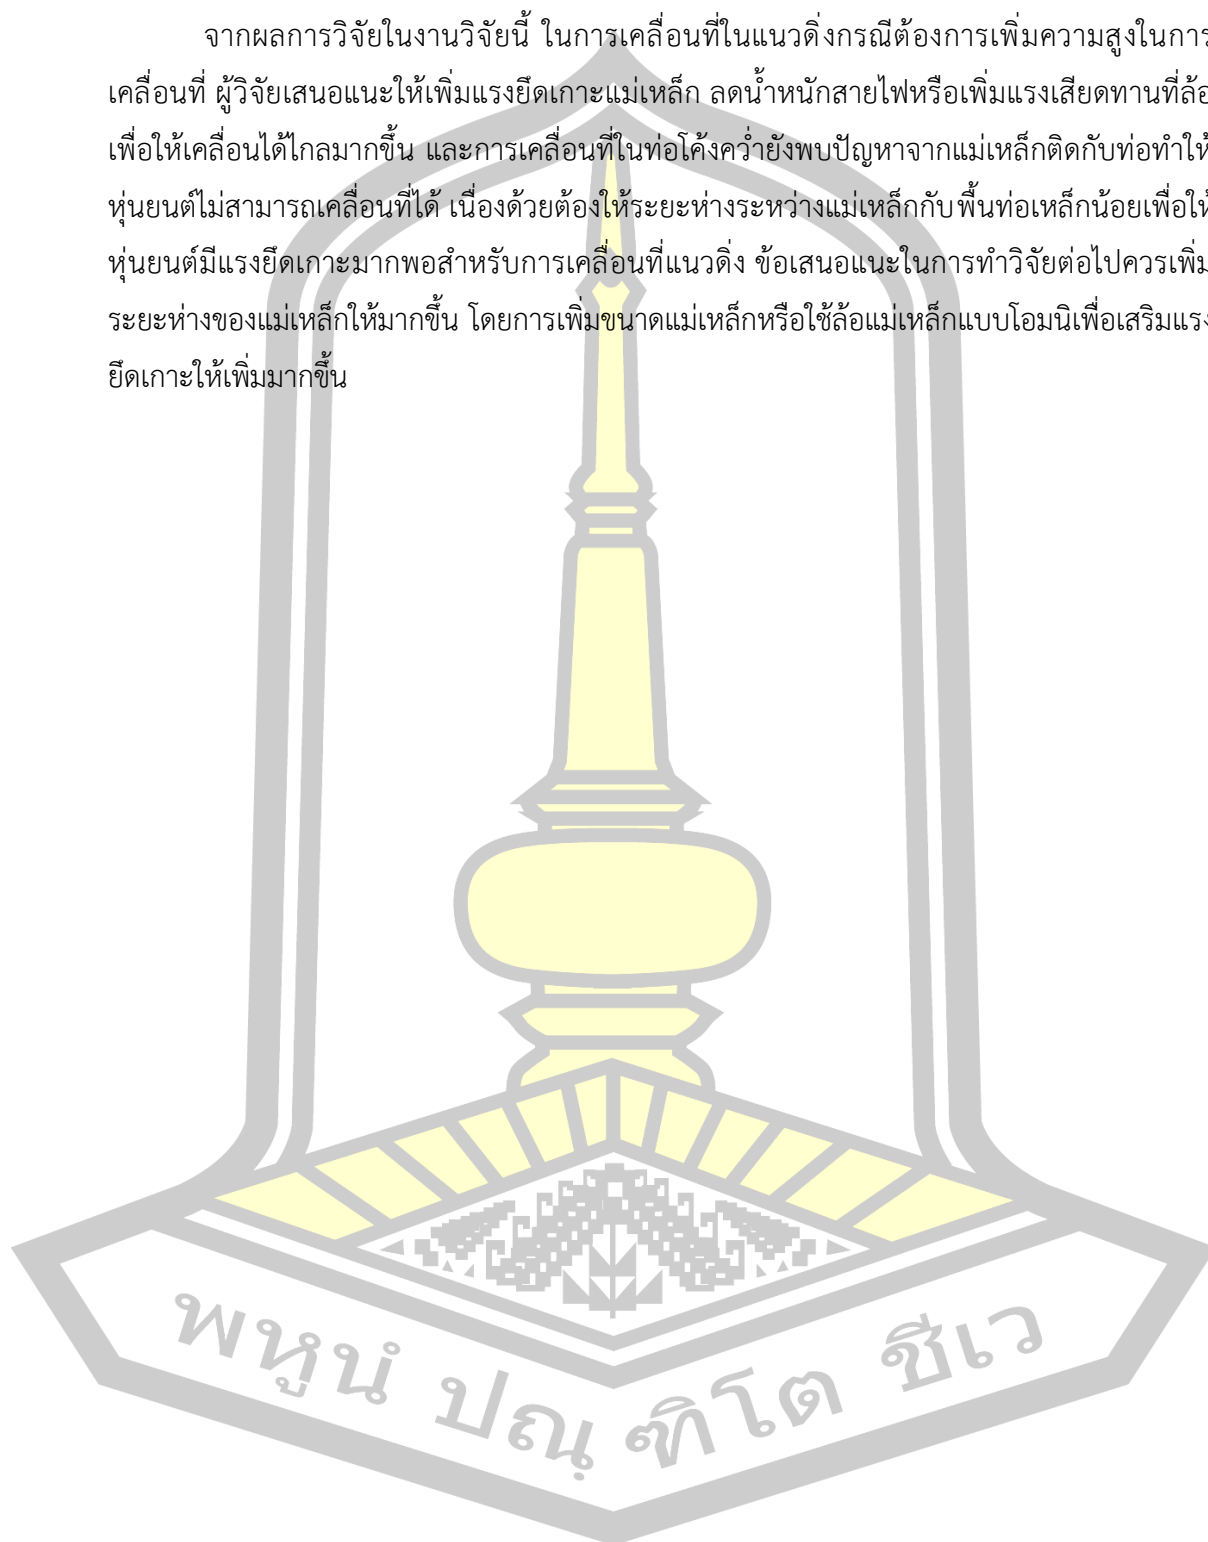 จากผลการวิจัยในงานวิจัยนี้ ในการเคลื่อนที่ในแนวดิ่งกรณีต้องการเพิ่มความสูงในการ
เคลื่อนที่ ผู้วิจัยเสนอแนะให้เพิ่มแรงยึดเกาะแม่เหล็ก ลดน้ำหนักสายไฟหรือเพิ่มแรงเสียดทานที่ล้อ
เพื่อให้เคลื่อนได้ไกลมากขึ้น และการเคลื่อนที่ในท่อโค้งคว่ำยังพบปัญหาจากแม่เหล็กติดกับท่อทำให้
หุ่นยนต์ไม่สามารถเคลื่อนที่ได้ เนื่องด้วยต้องให้ระยะห่างระหว่างแม่เหล็กกับพื้นท่อเหล็กน้อยเพื่อให้
หุ่นยนต์มีแรงยึดเกาะมากพอสำหรับการเคลื่อนที่แนวดิ่ง ข้อเสนอแนะในการทำวิจัยต่อไปควรเพิ่ม
ระยะห่างของแม่เหล็กให้มากขึ้น โดยการเพิ่มขนาดแม่เหล็กหรือใช้ล้อแม่เหล็กแบบโอมนิเพื่อเสริมแรง
ยึดเกาะให้เพิ่มมากขึ้น
พหูนํ ปณฺ ฑิโต ชีเว